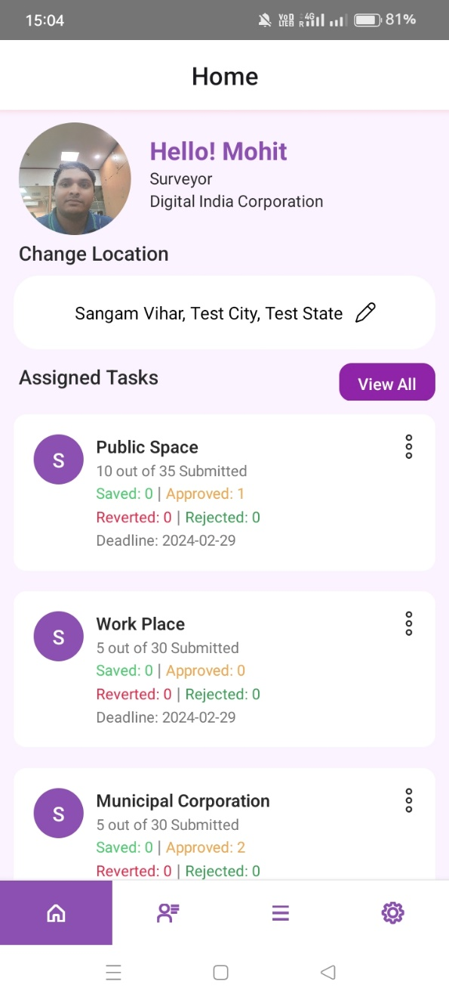 15:04
VoD LTE2 R 4G 81%
Home
Hello! Mohit
Surveyor
Digital India Corporation
Change Location
Sangam Vihar, Test City, Test State
Assigned Tasks
View All
S
Public Space
10 out of 35 Submitted
Saved: 0 | Approved: 1
Reverted: 0 | Rejected: 0
Deadline: 2024-02-29
S
Work Place
5 out of 30 Submitted
Saved: 0 | Approved: 0
Reverted: 0 | Rejected: 0
Deadline: 2024-02-29
S
Municipal Corporation
5 out of 30 Submitted
Saved: 0 | Approved: 2
Reverted: 0 | Rejected: 0